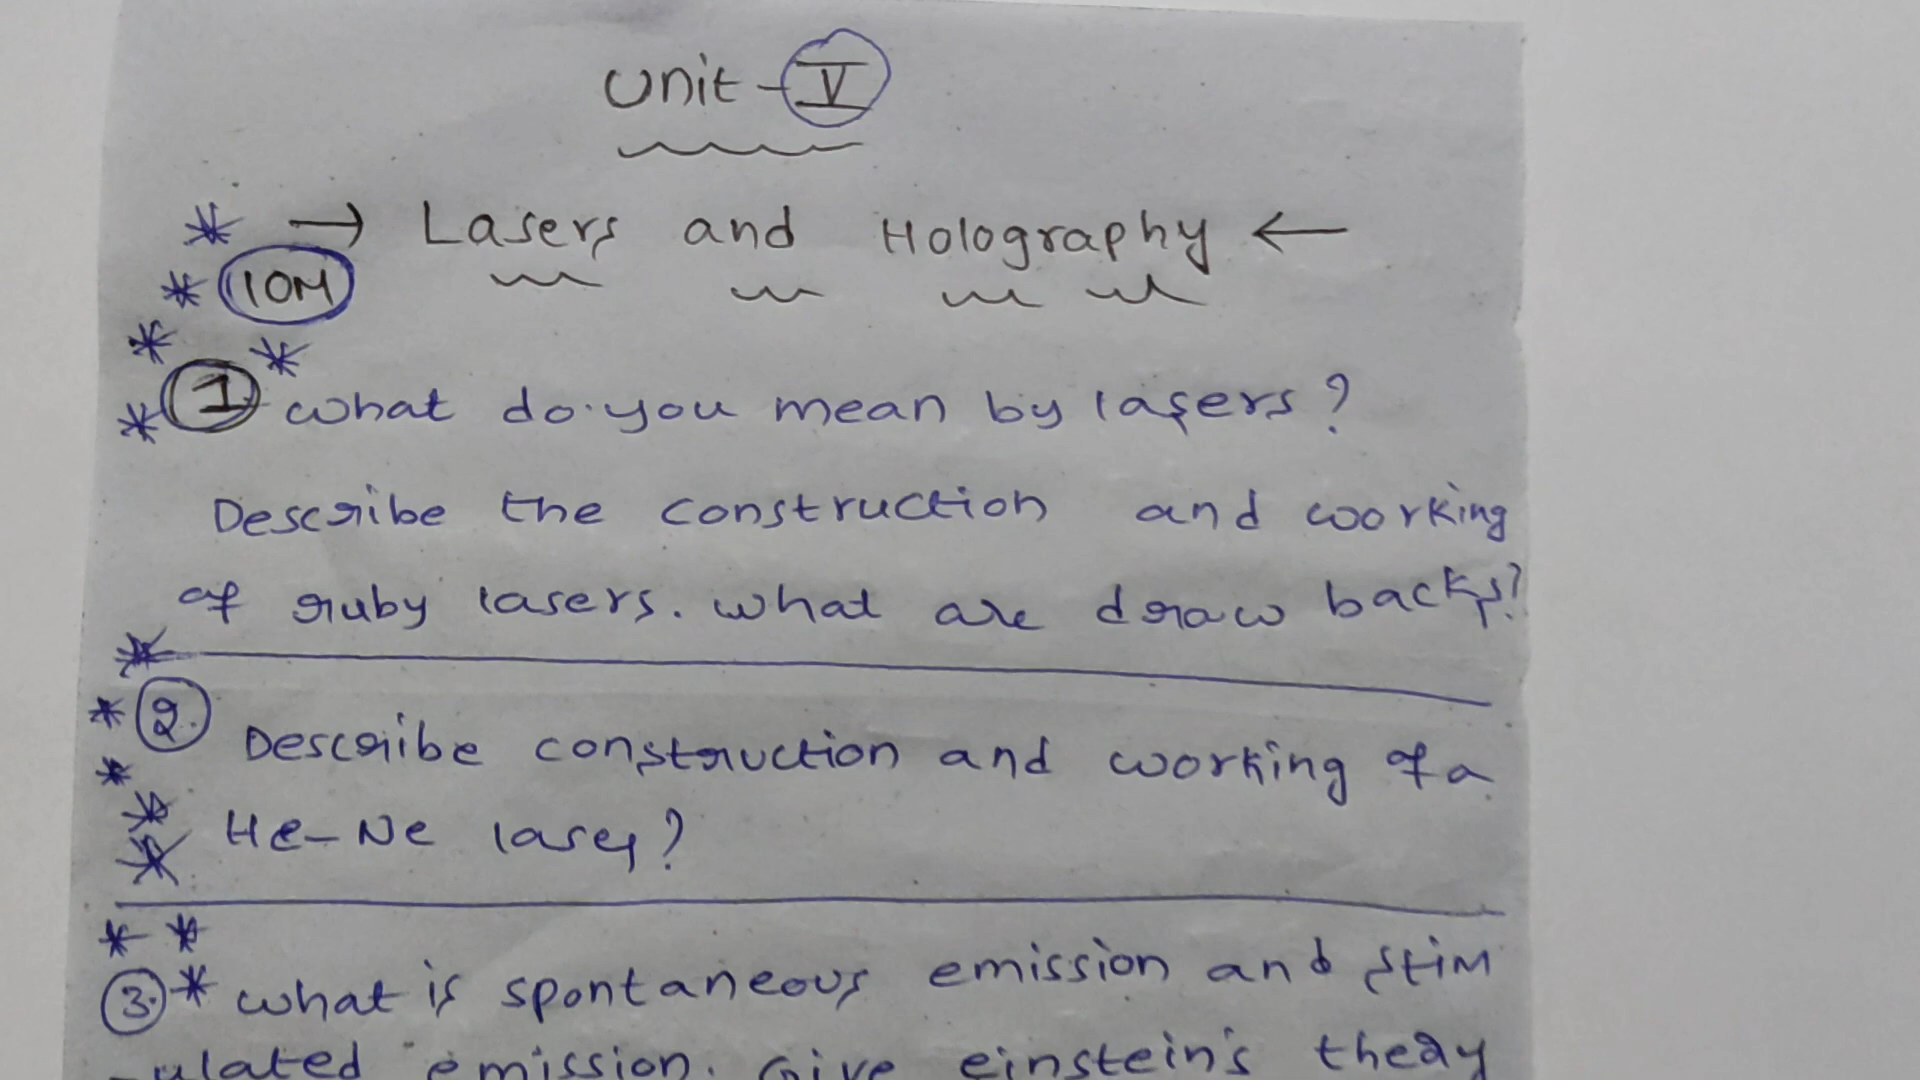 Unit - V
* → Lasers and Holography ←
* 10M
* *
* 1 What do you mean by lasers?
Describe the construction and working
of ruby lasers. what are draw backs?
*
* 2. Describe construction and working of a
*
* He-Ne laser?
*
* *
3. * What is spontaneous emission and stim
-ulated emission. Give einstein's theory